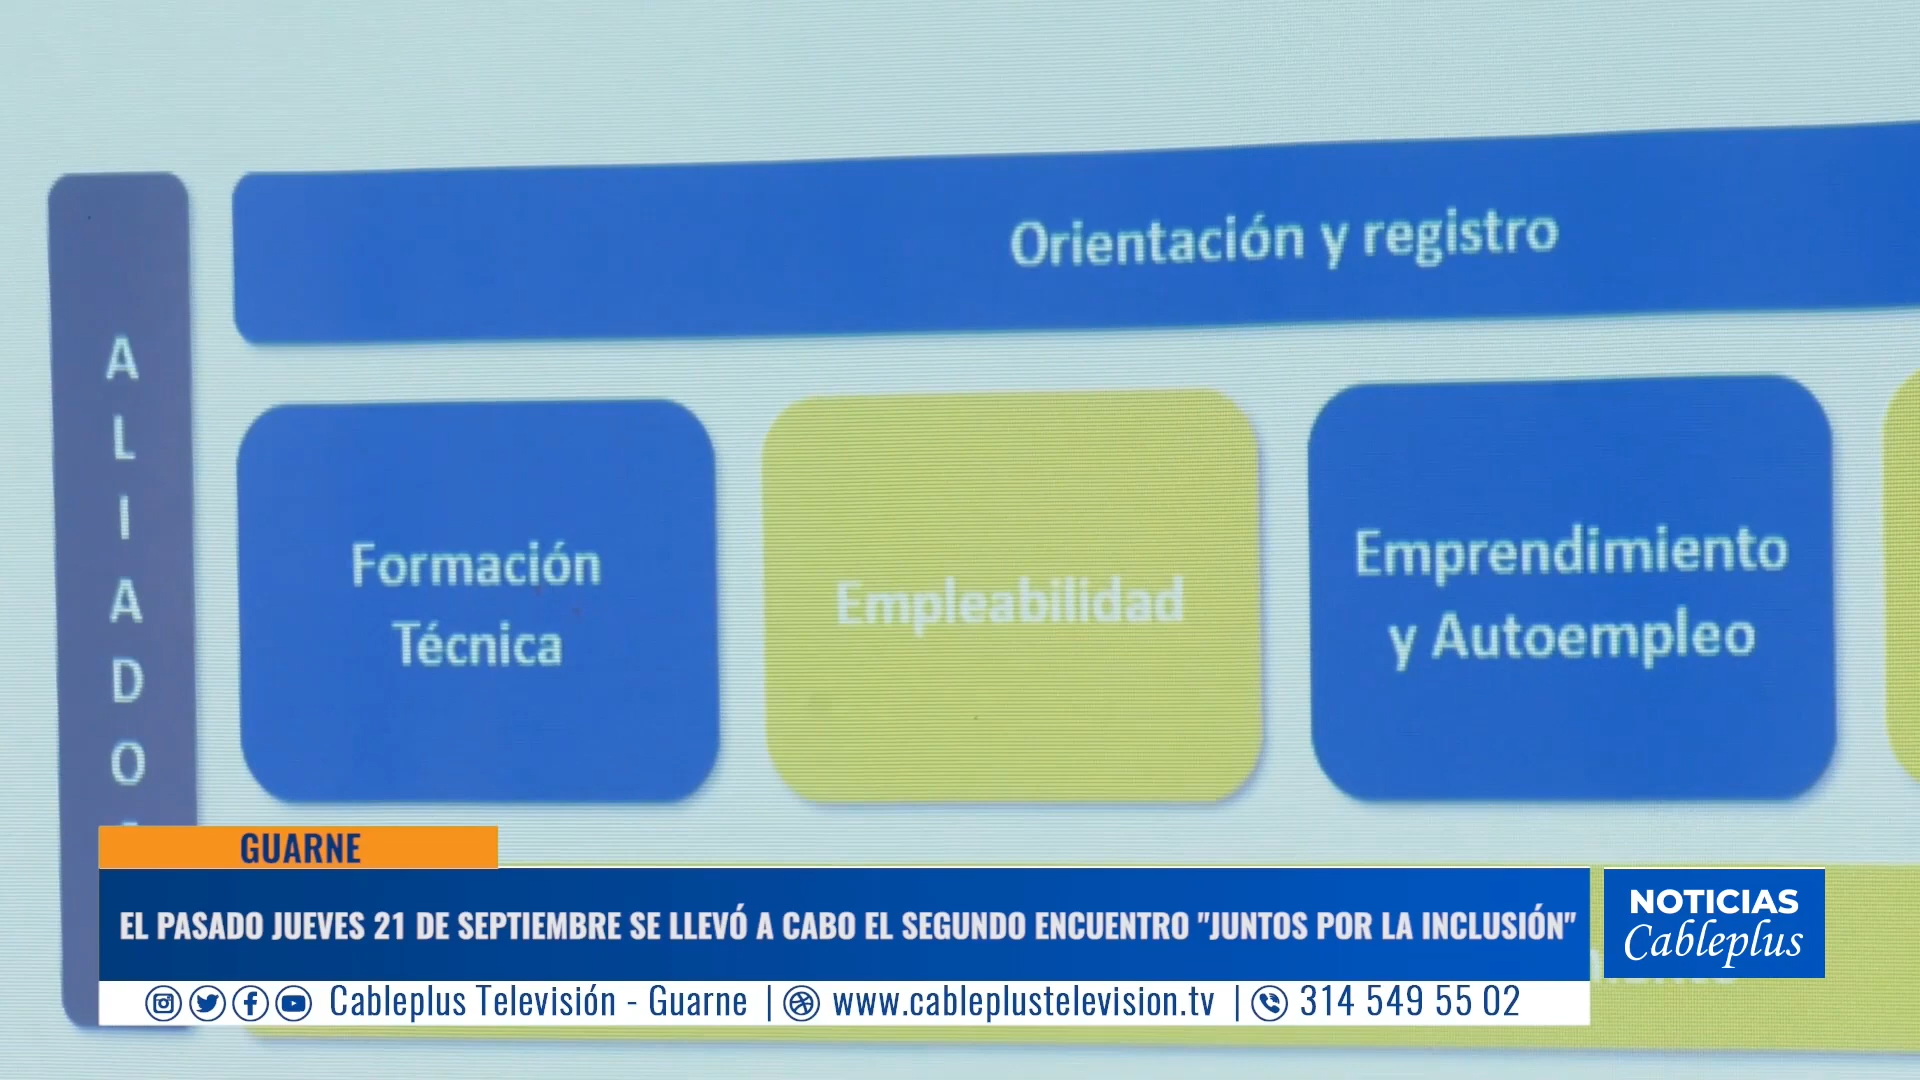 Orientación y registro
A
L
I
A
D
O
Formación
Técnica
Empleabilidad
Emprendimiento
y Autoempleo
GUARNE
EL PASADO JUEVES 21 DE SEPTIEMBRE SE LLEVÓ A CABO EL SEGUNDO ENCUENTRO "JUNTOS POR LA INCLUSIÓN"
NOTICIAS
Cableplus
Cableplus Televisión - Guarne | www.cableplustelevision.tv | 314 549 55 02